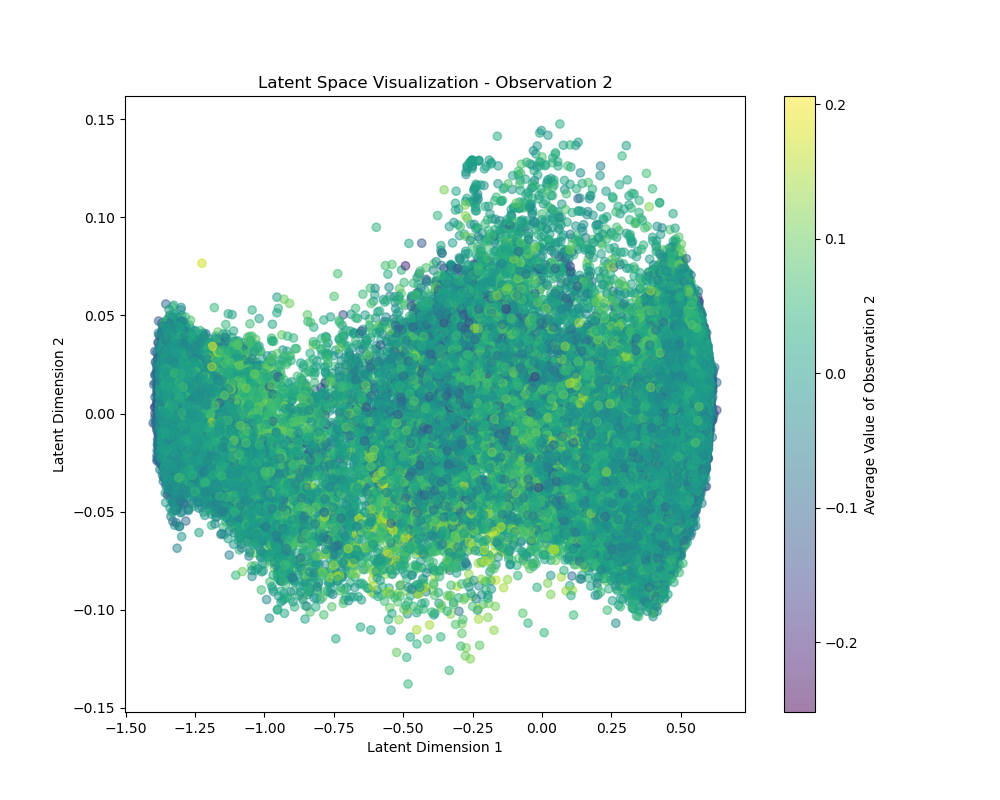 Latent Space Visualization - Observation 2
0.15
0.10
0.05
0.00
−0.05
−0.10
−0.15
Latent Dimension 2
−1.50 −1.25 −1.00 −0.75 −0.50 −0.25 0.00 0.25 0.50
Latent Dimension 1
0.2
0.1
0.0
−0.1
−0.2
Average Value of Observation 2